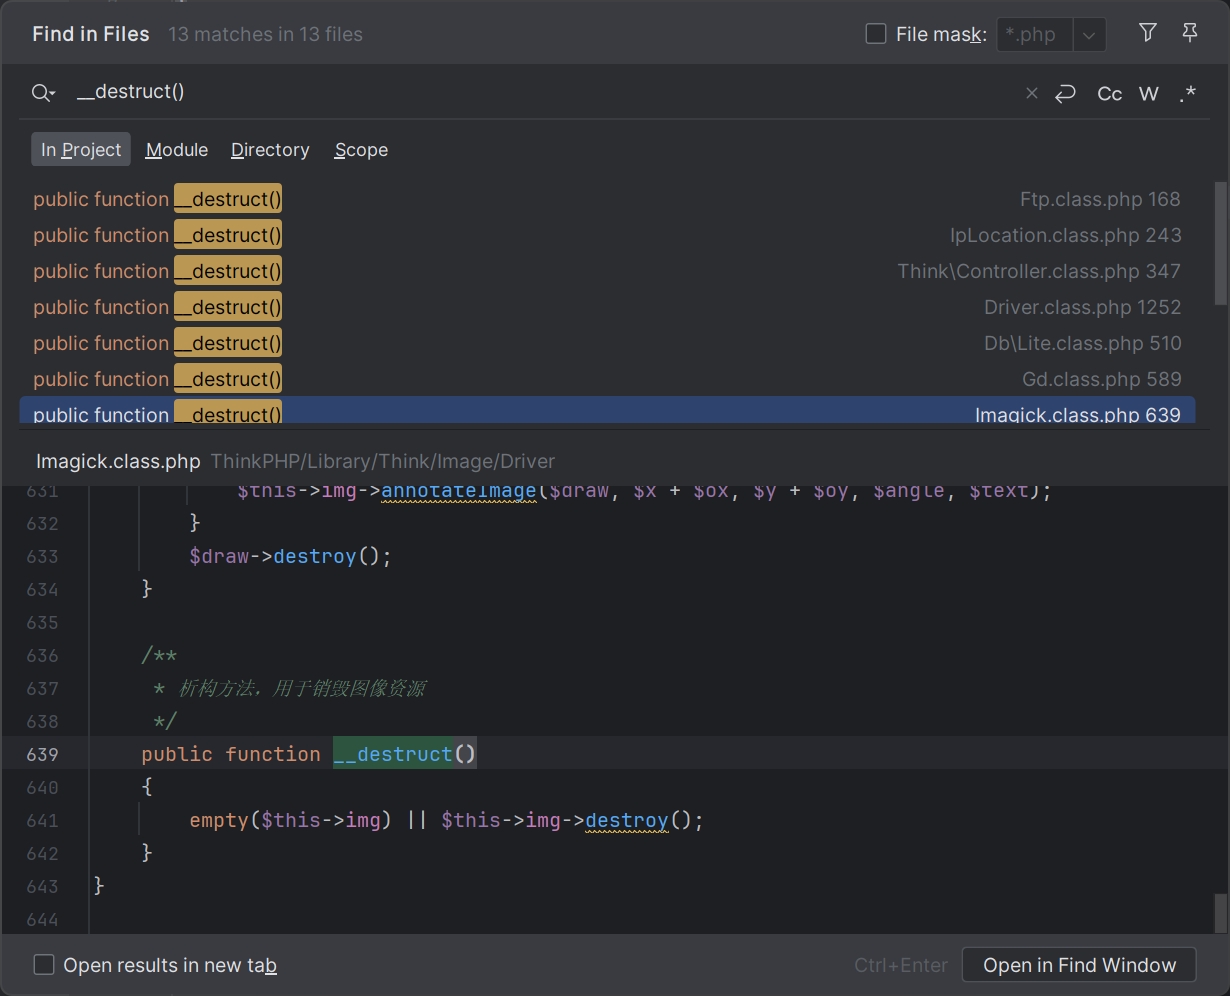 Find in Files 13 matches in 13 files File mask: *.php
__destruct() × Cc W .*
In Project Module Directory Scope
public function __destruct() Ftp.class.php 168
public function __destruct() IpLocation.class.php 243
public function __destruct() Think\Controller.class.php 347
public function __destruct() Driver.class.php 1252
public function __destruct() Db\Lite.class.php 510
public function __destruct() Gd.class.php 589
public function __destruct() Imagick.class.php 639
Imagick.class.php ThinkPHP/Library/Think/Image/Driver
631 $this->img->annotateImage($draw, $x + $ox, $y + $oy, $angle, $text);
632 }
633 $draw->destroy();
634 }
635
636 /**
637 * 析构方法，用于销毁图像资源
638 */
639 public function __destruct()
640 {
641 empty($this->img) || $this->img->destroy();
642 }
643 }
644
Open results in new tab Ctrl+Enter Open in Find Window